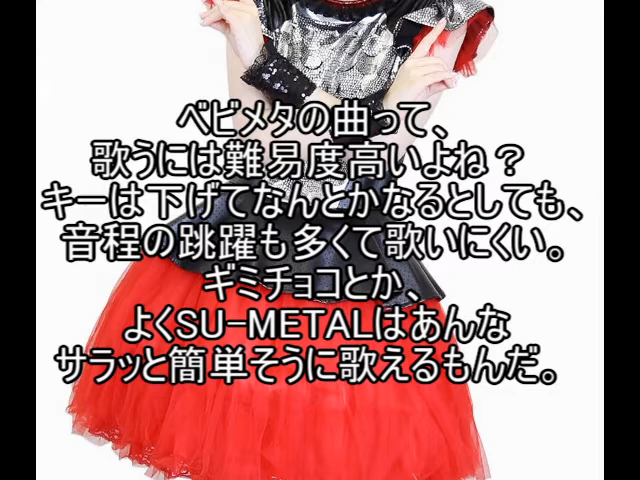 ベビメタの曲って、
歌うには難易度高いよね？
キーは下げてなんとかなるとしても、
音程の跳躍も多くて歌いにくい。
ギミチョコとか、
よくSU-METALはあんな
サラッと簡単そうに歌えるもんだ。